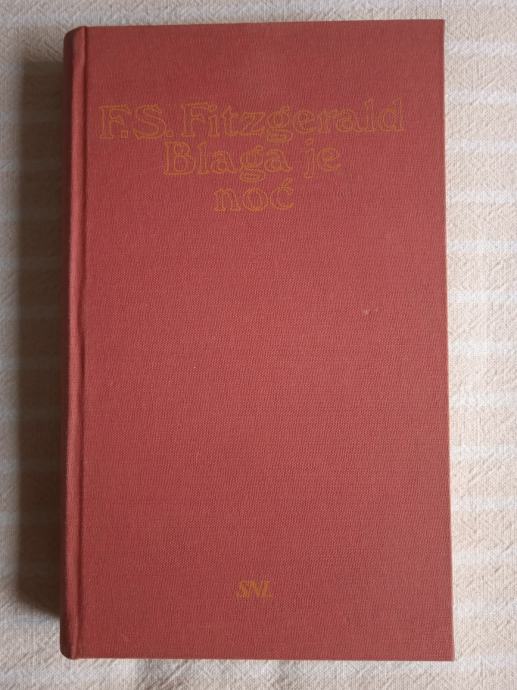 F.S. Fitzgerald
Blaga je
noć
SNL